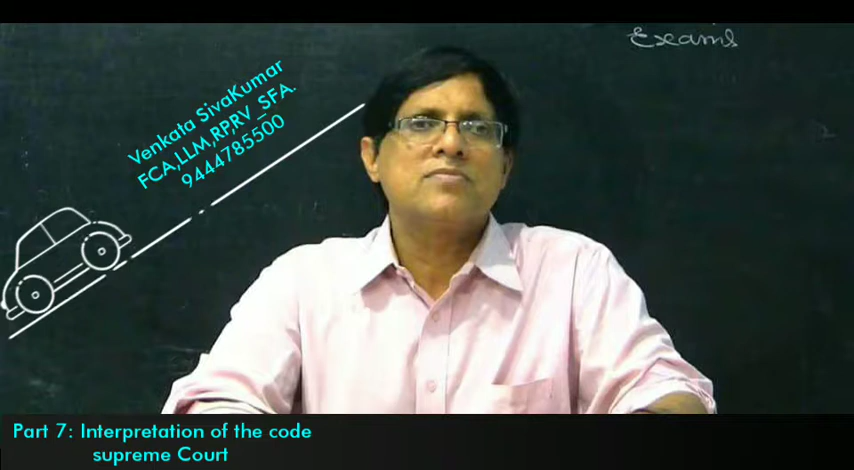 Exams
Venkata SivaKumar
FCA,LLM,RP,RV_SFA.
9444785500
Part 7: Interpretation of the code
supreme Court